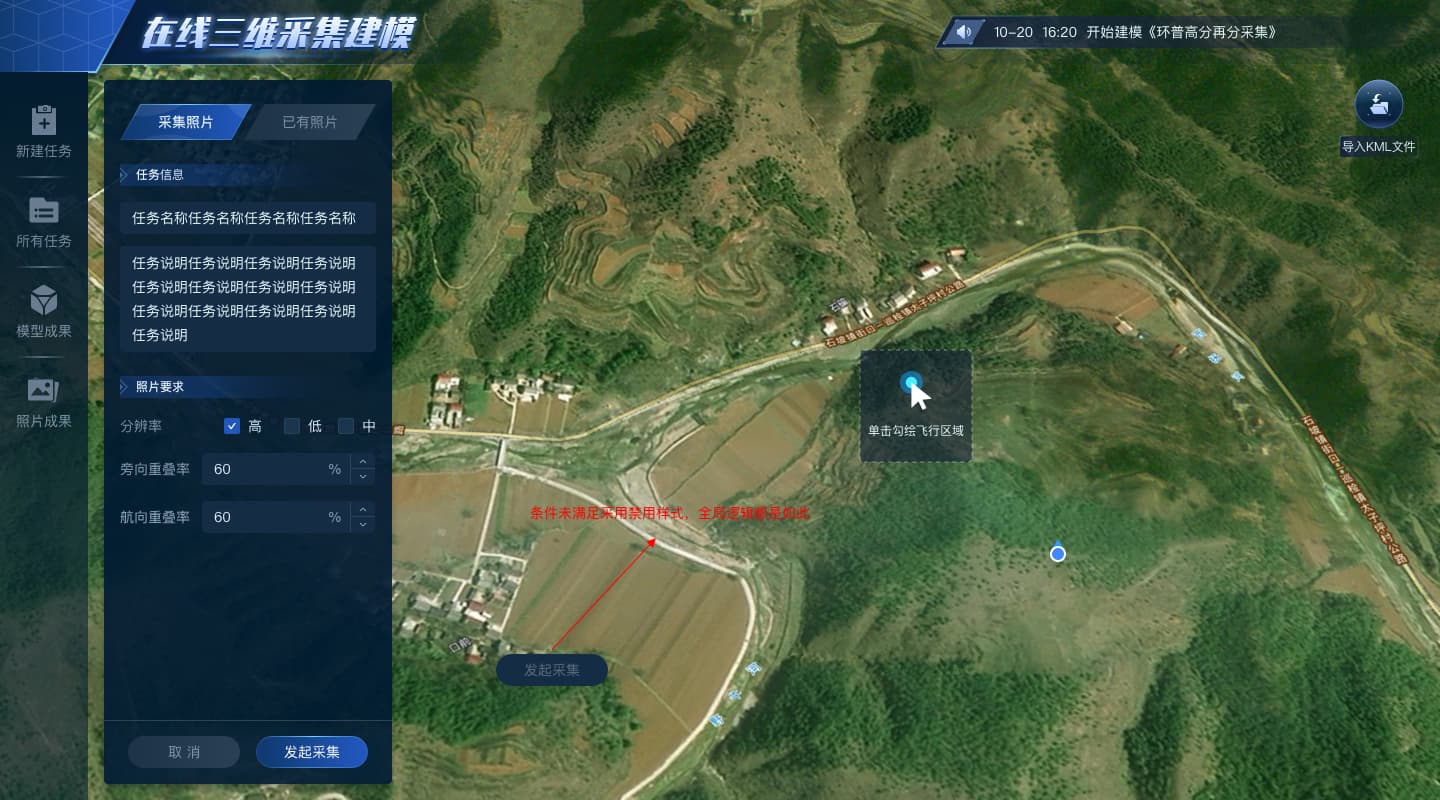 在线三维采集建模
10-20 16:20 开始建模《环普高分再分采集》
导入KML文件
新建任务
所有任务
模型成果
照片成果
采集照片
已有照片
任务信息
任务名称任务名称任务名称任务名称
任务说明任务说明任务说明任务说明
任务说明任务说明任务说明任务说明
任务说明任务说明任务说明任务说明
任务说明
照片要求
分辨率
高
低
中
旁向重叠率
60 %
航向重叠率
60 %
取 消
发起采集
单击勾绘飞行区域
条件未满足采用禁用样式，全局逻辑都是如此
发起采集